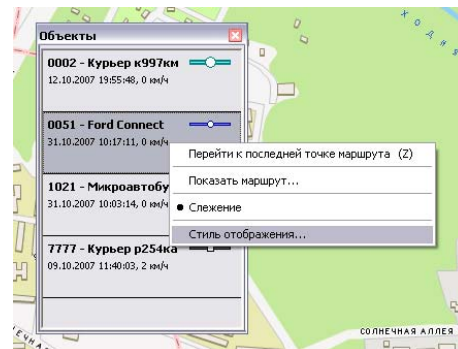 Объекты
0002 - Курьер к997км
12.10.2007 19:55:48, 0 км/ч
0051 - Ford Connect
31.10.2007 10:17:11, 0 км/ч
Перейти к последней точке маршрута (Z)
Показать маршрут...
1021 - Микроавтобу
31.10.2007 10:03:14, 0 км/ч
Слежение
Стиль отображения...
7777 - Курьер р254ка
09.10.2007 11:40:03, 2 км/ч
СОЛНЕЧНАЯ АЛЛЕЯ
Ходия